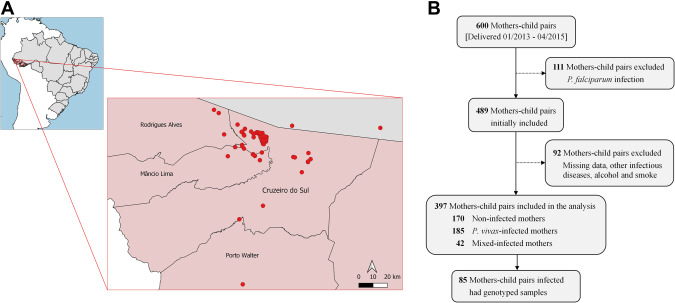 A
Rodrigues Alves
Mâncio Lima
Cruzeiro do Sul
Porto Walter
0 10 20 km
B
600 Mothers-child pairs
[Delivered 01/2013 - 04/2015]
111 Mothers-child pairs excluded
P. falciparum infection
489 Mothers-child pairs
initially included
92 Mothers-child pairs excluded
Missing data, other infectious
diseases, alcohol and smoke
397 Mothers-child pairs included in the analysis
170 Non-infected mothers
185 P. vivax-infected mothers
42 Mixed-infected mothers
85 Mothers-child pairs infected
had genotyped samples